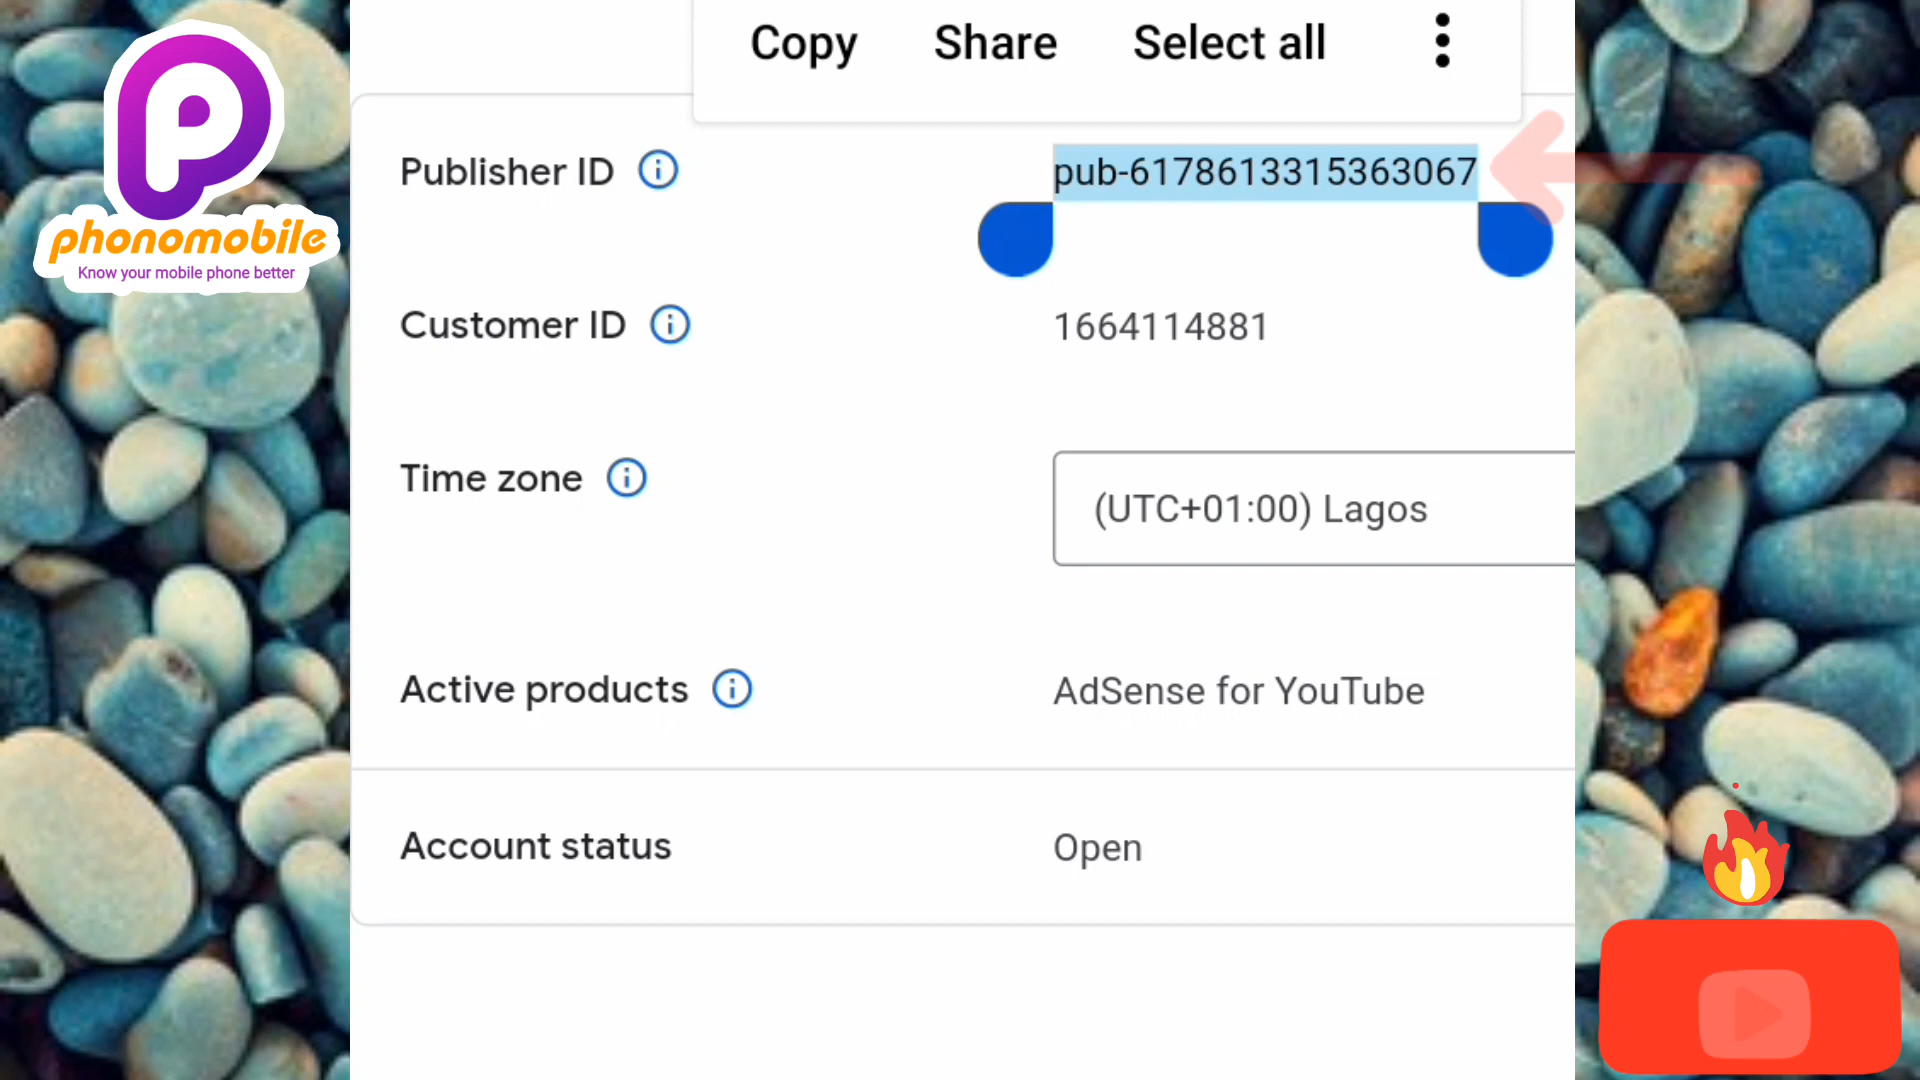 Copy Share Select all
phonomobile
Know your mobile phone better
Publisher ID pub-6178613315363067
Customer ID 1664114881
Time zone (UTC+01:00) Lagos
Active products AdSense for YouTube
Account status Open